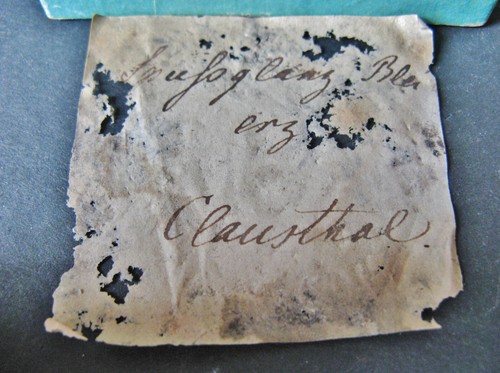 Spießglanz Blei
erz
Clausthal